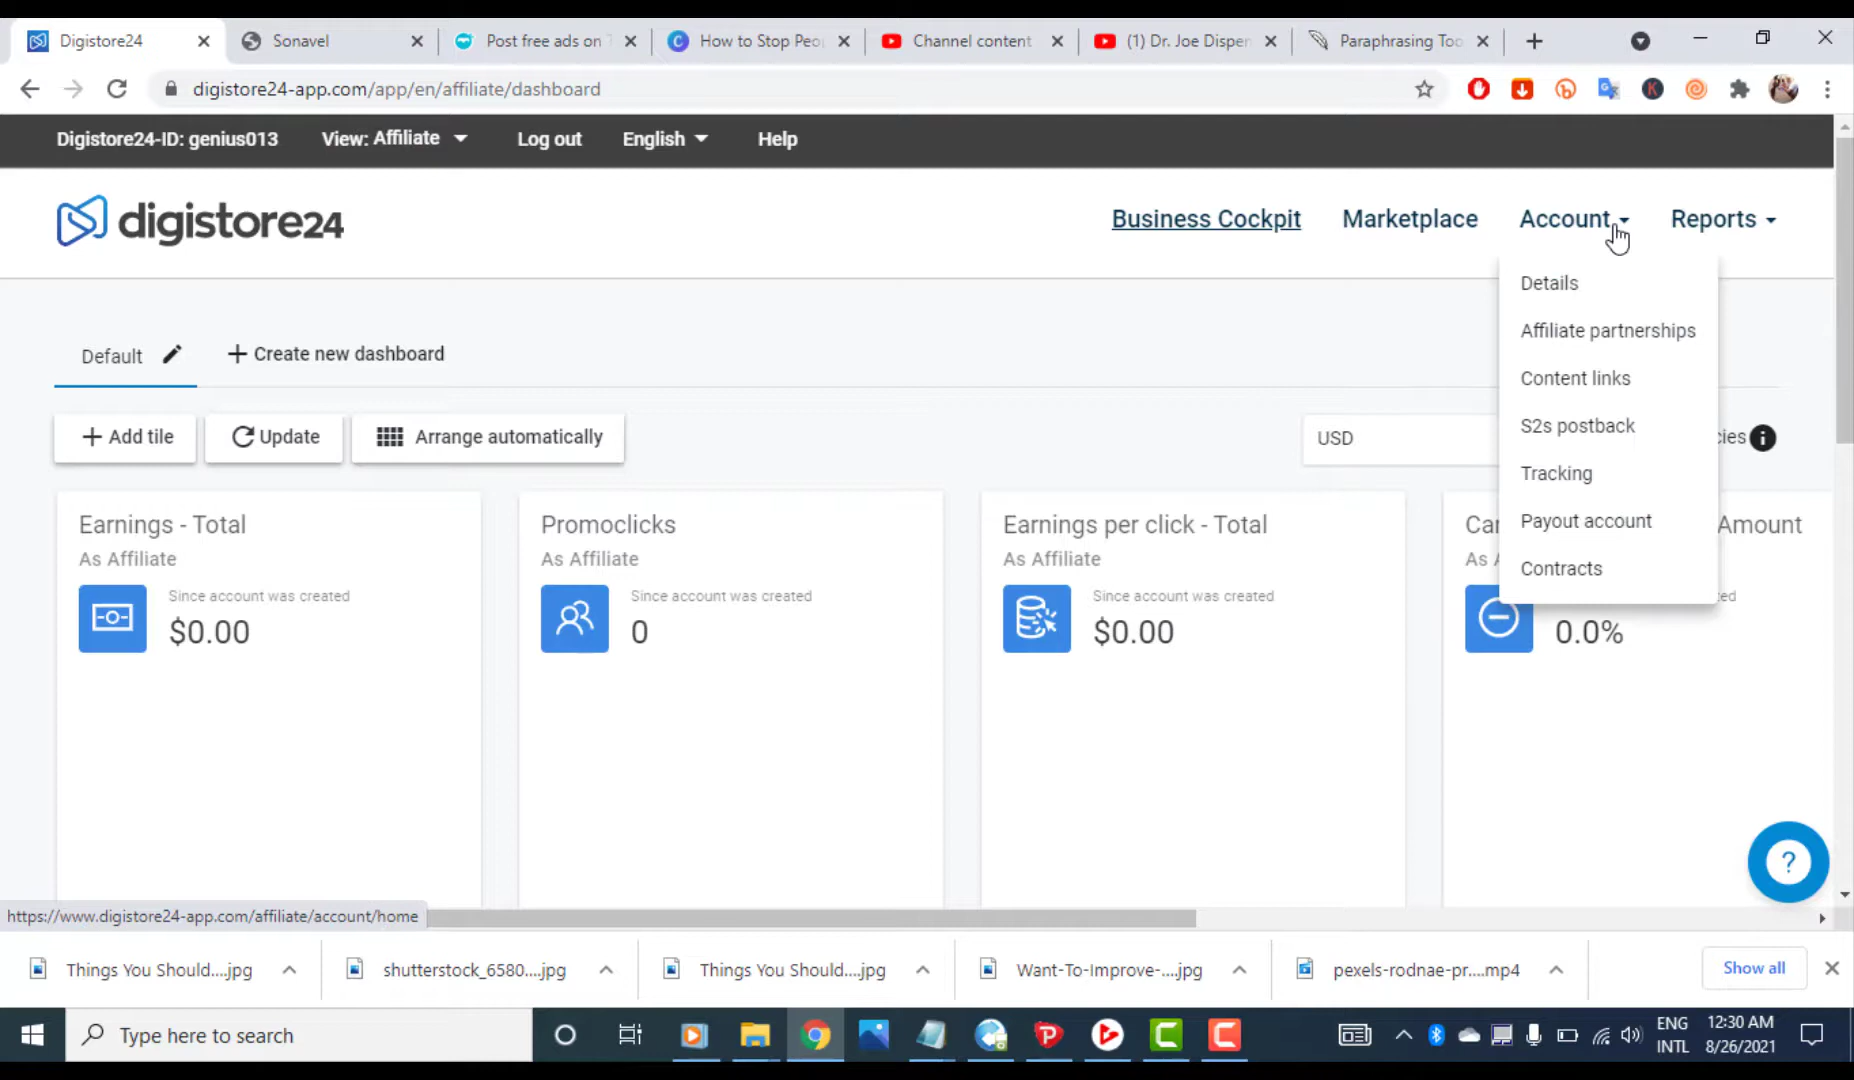 Digistore24
Sonavel
Post free ads on
How to Stop Peo
Channel content
(1) Dr. Joe Dispen
Paraphrasing Too
digistore24-app.com/app/en/affiliate/dashboard
Digistore24-ID: genius013
View: Affiliate
Log out
English
Help
digistore24
Business Cockpit
Marketplace
Account
Reports
Details
Affiliate partnerships
Content links
S2s postback
Tracking
Payout account
Contracts
Default
+ Create new dashboard
+ Add tile
Update
Arrange automatically
USD
cies
Earnings - Total
As Affiliate
Since account was created
$0.00
Promoclicks
As Affiliate
Since account was created
0
Earnings per click - Total
As Affiliate
Since account was created
$0.00
Amount
ed
0.0%
?
https://www.digistore24-app.com/affiliate/account/home
Things You Should....jpg
shutterstock_6580....jpg
Things You Should....jpg
Want-To-Improve-....jpg
pexels-rodnae-pr....mp4
Show all
Type here to search
ENG
INTL
12:30 AM
8/26/2021